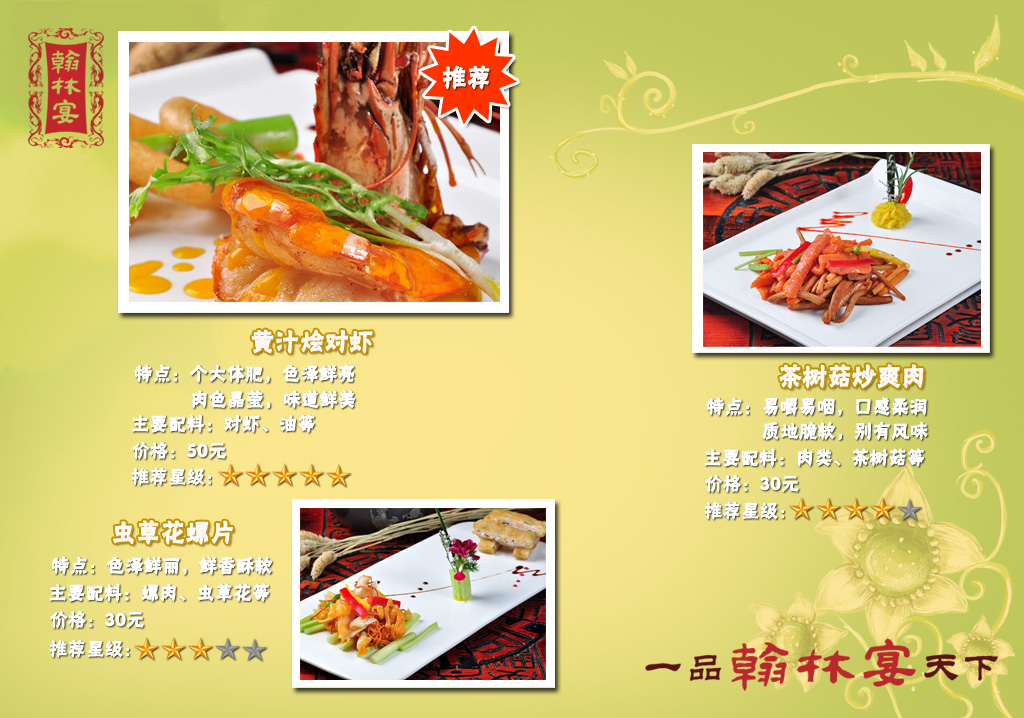 翰林宴
推荐
黄汁烩对虾
特点：个大体肥，色泽鲜亮
肉色晶莹，味道鲜美
主要配料：对虾、油等
价格：50元
推荐星级：
虫草花螺片
特点：色泽鲜丽，鲜香酥软
主要配料：螺肉、虫草花等
价格：30元
推荐星级：
茶树菇炒爽肉
特点：易嚼易咽，口感柔润
质地脆软，别有风味
主要配料：肉类、茶树菇等
价格：30元
推荐星级：
一品翰林宴天下